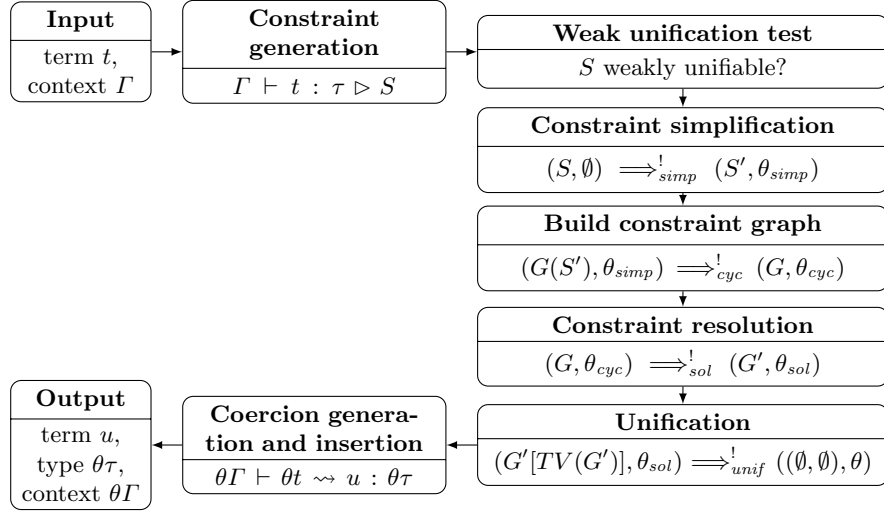 Input
term t,
context Γ
Constraint
generation
Γ ⊢ t : τ ▷ S
Weak unification test
S weakly unifiable?
Constraint simplification
(S, ∅) ⟹!simp (S′, θsimp)
Build constraint graph
(G(S′), θsimp) ⟹!cyc (G, θcyc)
Constraint resolution
(G, θcyc) ⟹!sol (G′, θsol)
Unification
(G′[TV(G′)], θsol) ⟹!unif ((∅, ∅), θ)
Coercion genera-
tion and insertion
θΓ ⊢ θt ⇝ u : θτ
Output
term u,
type θτ,
context θΓ